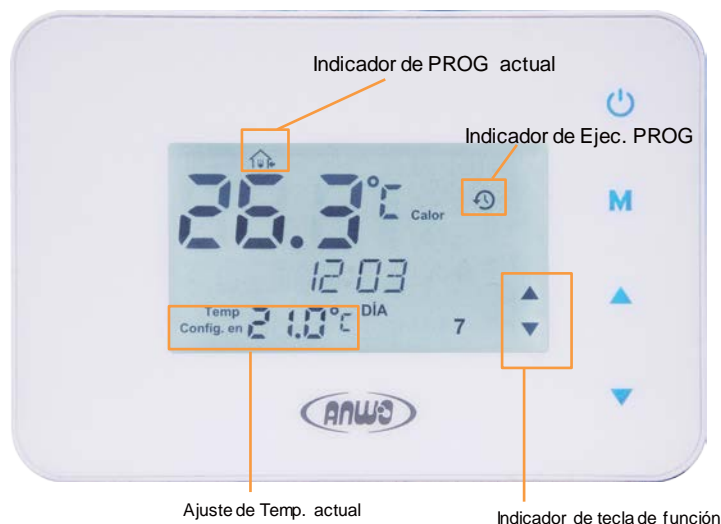 Indicador de PROG actual
Indicador de Ejec. PROG
26.3°C
Calor
M
12 03
Temp
Config. en 21.0°C
DÍA
7
ANWO
Ajuste de Temp. actual
Indicador de tecla de función